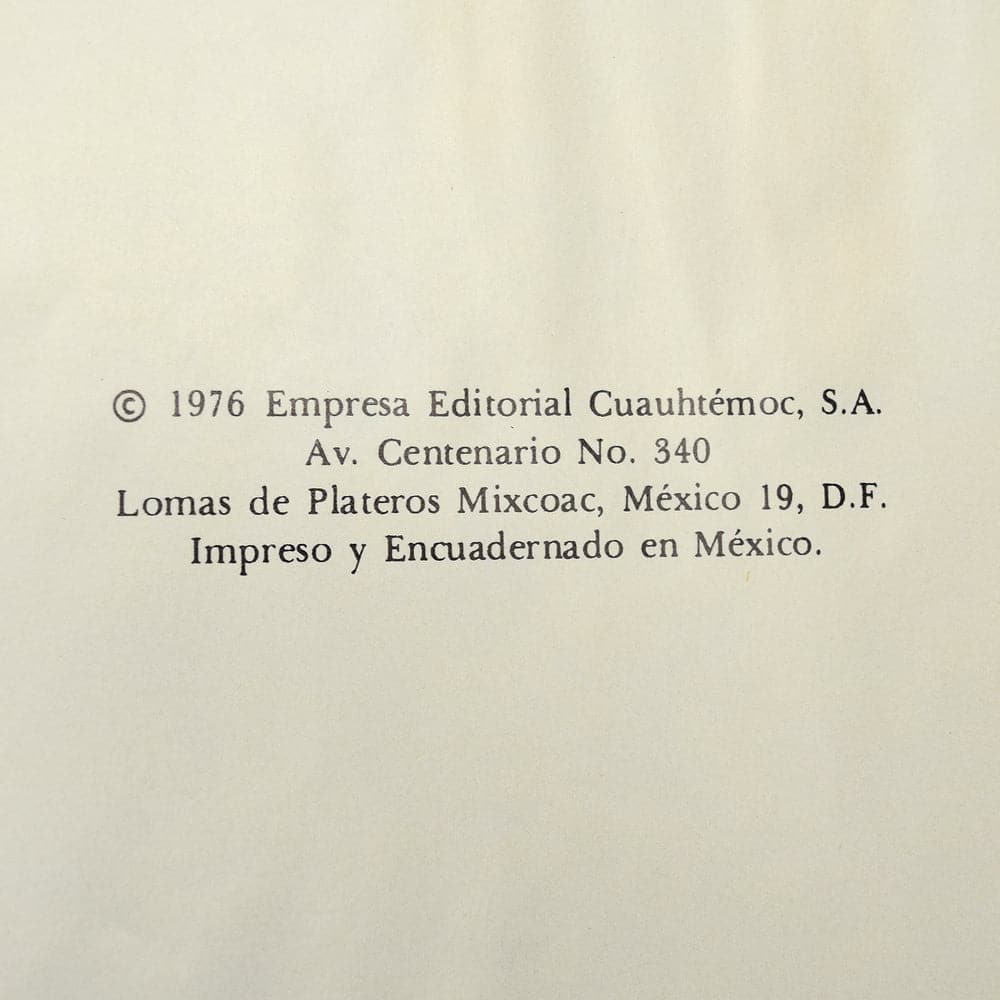 © 1976 Empresa Editorial Cuauhtémoc, S.A.
Av. Centenario No. 340
Lomas de Plateros Mixcoac, México 19, D.F.
Impreso y Encuadernado en México.